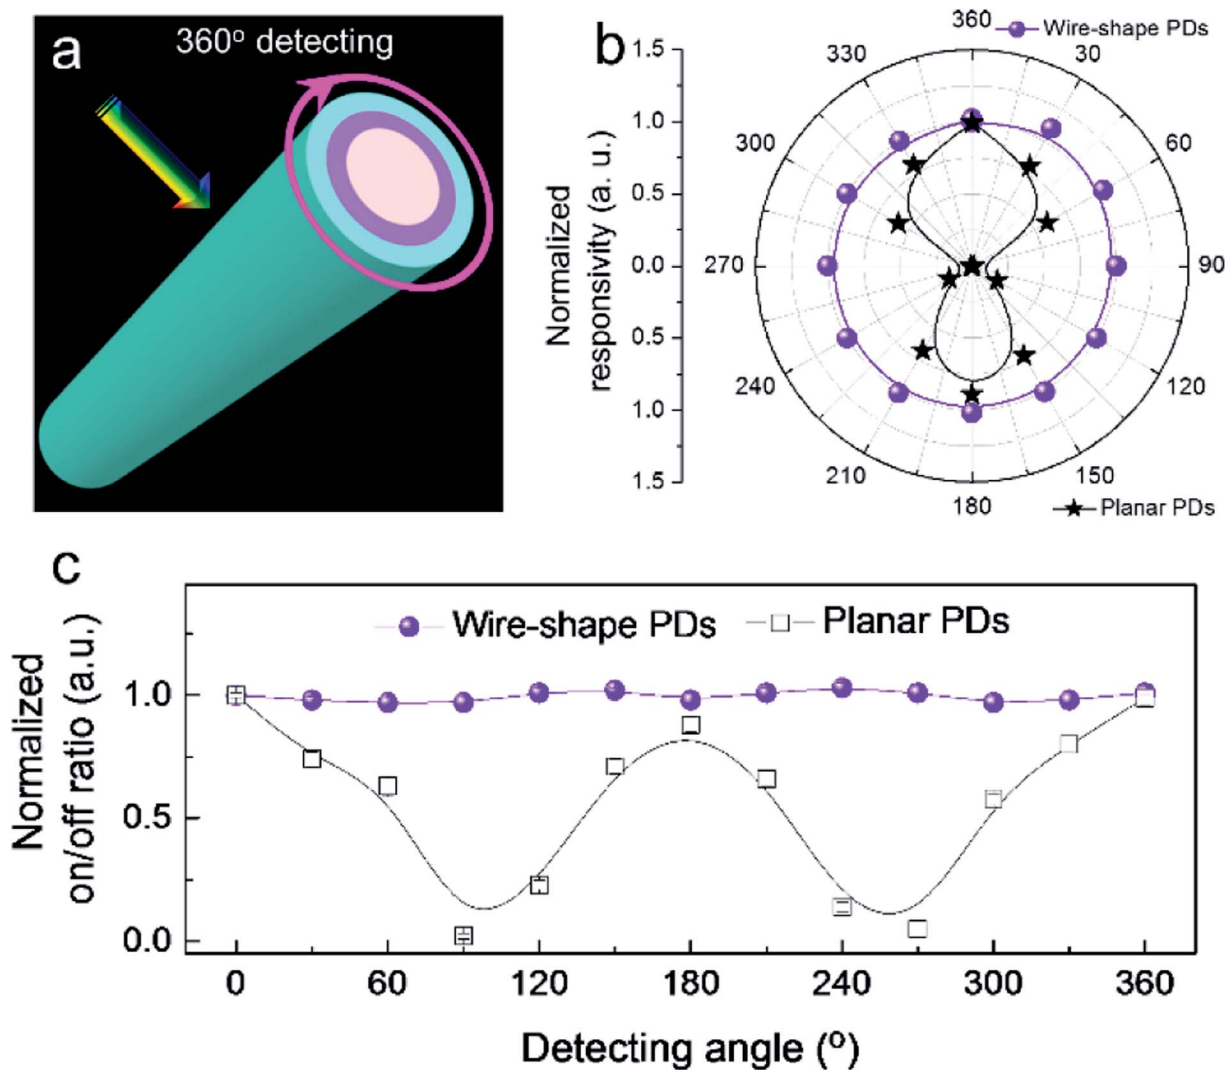 a
360° detecting
b
Normalized
responsivity (a. u.)
1.5
1.0
0.5
0.0
0.5
1.0
1.5
360
30
60
90
120
150
180
210
240
270
300
330
Wire-shape PDs
Planar PDs
c
Normalized
on/off ratio (a.u.)
1.0
0.5
0.0
Wire-shape PDs
Planar PDs
0 60 120 180 240 300 360
Detecting angle (°)